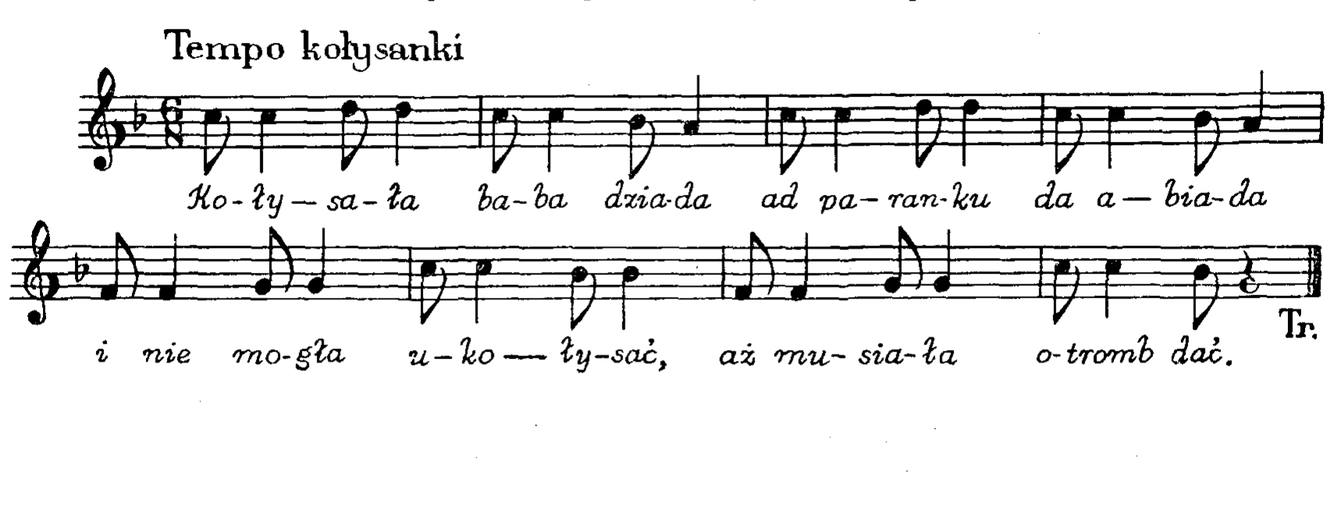 Tempo kołysanki
Ko-ły-sa-ła ba-ba dzia-da ad pa-ran-ku da a-bia-da
i nie mo-gła u-ko-ły-sać, aż mu-sia-ła o-tromb dać.
Tr.